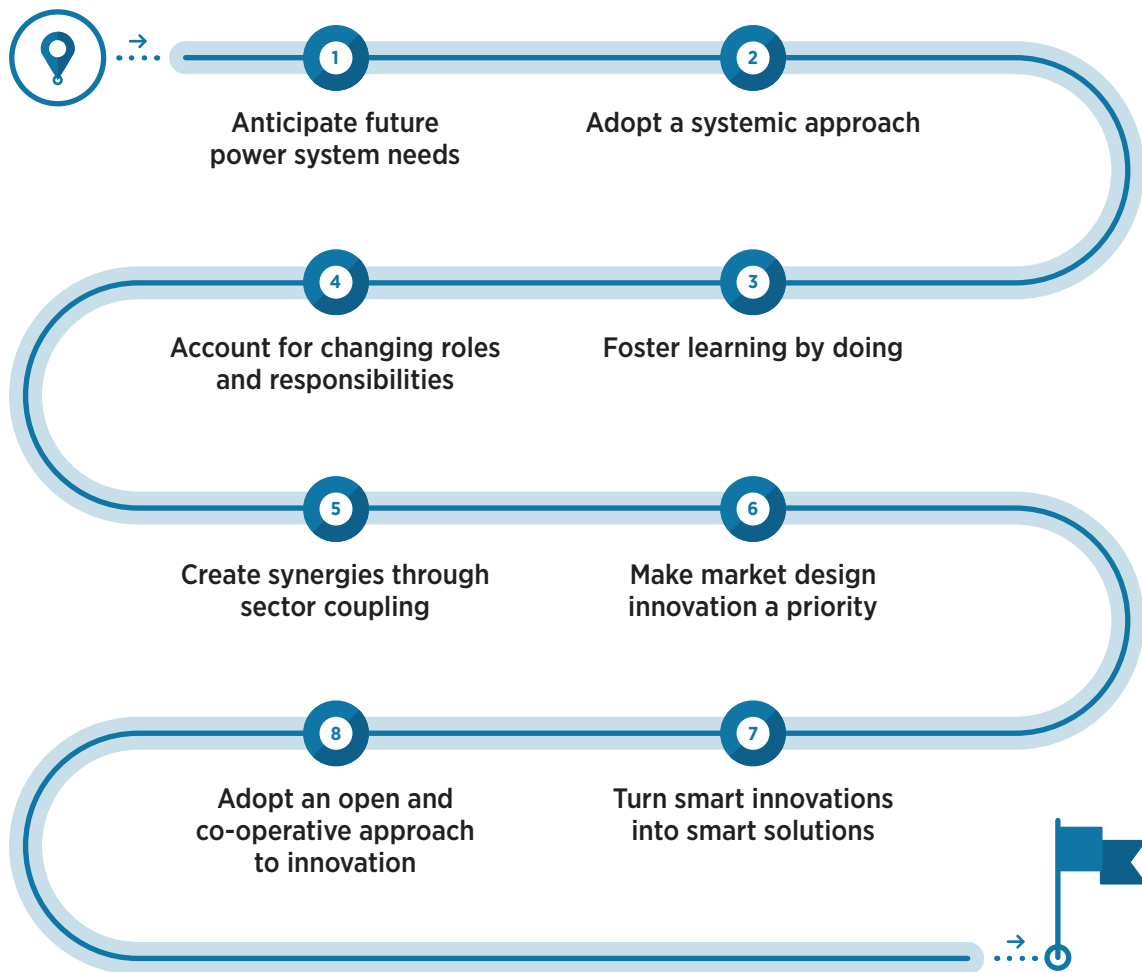 1
Anticipate future
power system needs
2
Adopt a systemic approach
3
Foster learning by doing
4
Account for changing roles
and responsibilities
5
Create synergies through
sector coupling
6
Make market design
innovation a priority
7
Turn smart innovations
into smart solutions
8
Adopt an open and
co-operative approach
to innovation